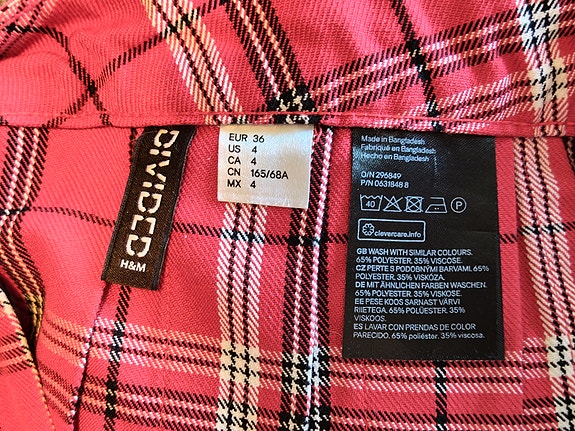 DIVIDED
H&M
EUR 36
US 4
CA 4
CN 165/68A
MX 4
Made in Bangladesh
Fabriqué en Bangladesh
Hecho en Bangladesh
O/N 296849
P/N 0631848 8
40
P
clevercare.info
GB WASH WITH SIMILAR COLOURS.
65% POLYESTER. 35% VISCOSE.
CZ PERTE S PODOBNÝMI BARVAMI. 65%
POLYESTER. 35% VISKÓZA.
DE MIT ÄHNLICHEN FARBEN WASCHEN.
65% POLYESTER. 35% VISKOSE.
EE PESE KOOS SARNAST VÄRVI
RIIETEGA. 65% POLÜESTER. 35%
VISKOOS.
ES LAVAR CON PRENDAS DE COLOR
PARECIDO. 65% poliéster. 35% viscosa.